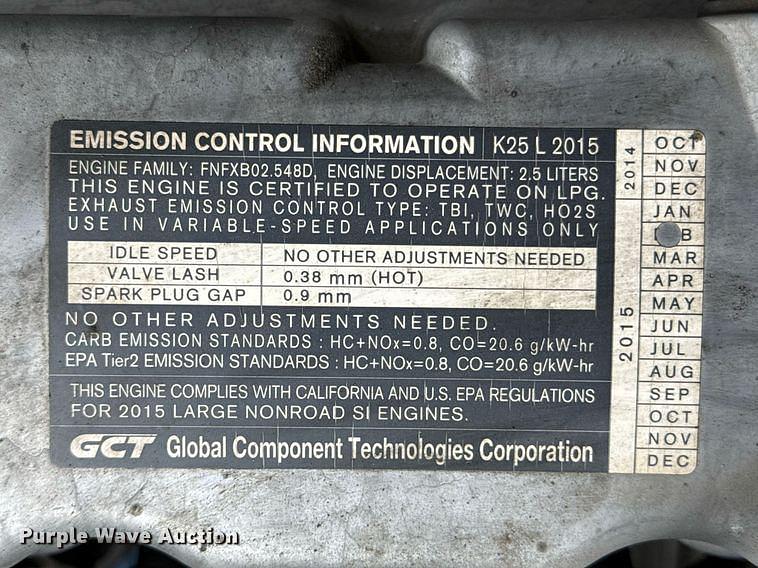 EMISSION CONTROL INFORMATION K25 L 2015
ENGINE FAMILY: FNFXB02.548D, ENGINE DISPLACEMENT: 2.5 LITERS
THIS ENGINE IS CERTIFIED TO OPERATE ON LPG.
EXHAUST EMISSION CONTROL TYPE: TBI, TWC, HO2S
USE IN VARIABLE-SPEED APPLICATIONS ONLY
IDLE SPEED NO OTHER ADJUSTMENTS NEEDED
VALVE LASH 0.38 mm (HOT)
SPARK PLUG GAP 0.9 mm
NO OTHER ADJUSTMENTS NEEDED.
CARB EMISSION STANDARDS : HC+NOx=0.8, CO=20.6 g/kW-hr
EPA Tier2 EMISSION STANDARDS : HC+NOx=0.8, CO=20.6 g/kW-hr
THIS ENGINE COMPLIES WITH CALIFORNIA AND U.S. EPA REGULATIONS
FOR 2015 LARGE NONROAD SI ENGINES.
GCT Global Component Technologies Corporation
2014
OCT
NOV
DEC
2015
JAN
MAR
APR
MAY
JUN
JUL
AUG
SEP
OCT
NOV
DEC
Purple Wave Auction